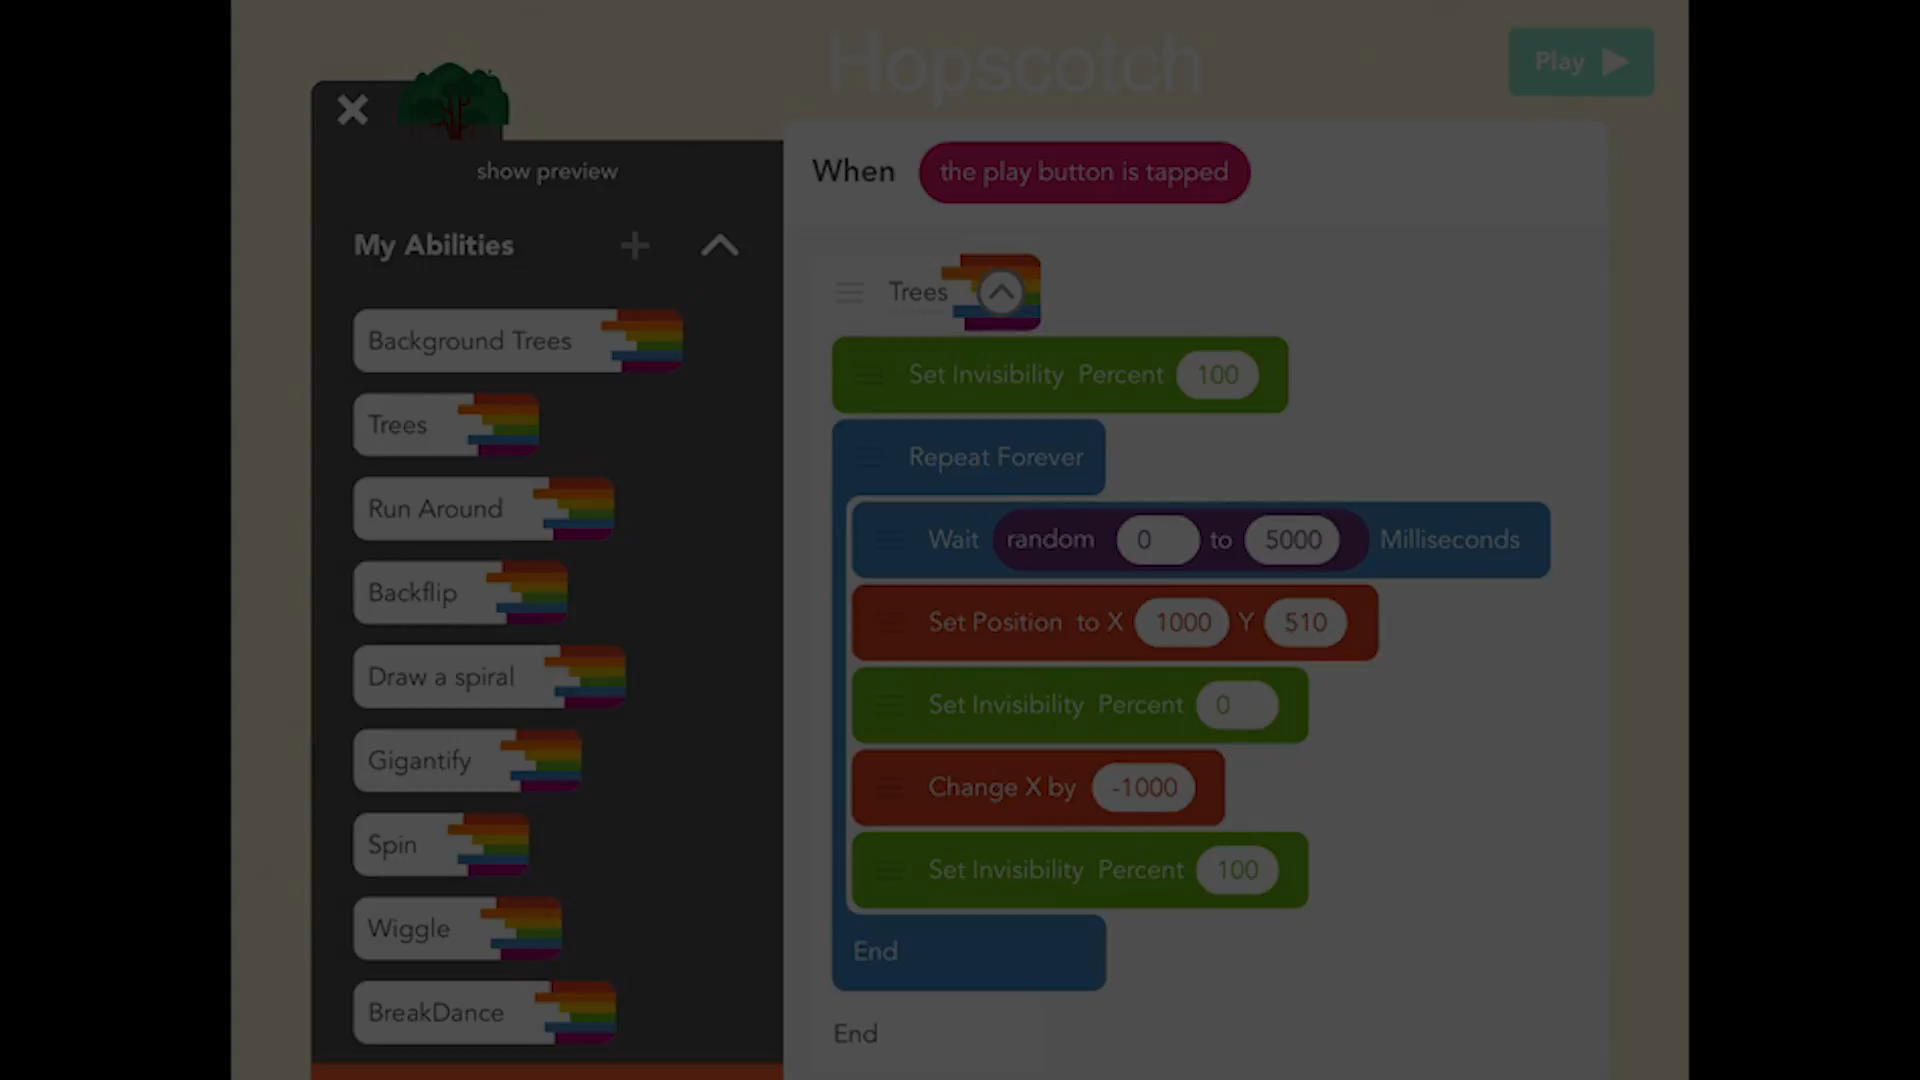 Hopscotch
Play
show preview
When the play button is tapped
My Abilities
Trees
Background Trees
Set Invisibility Percent 100
Trees
Repeat Forever
Run Around
Wait random 0 to 5000 Milliseconds
Backflip
Set Position to X 1000 Y 510
Draw a spiral
Set Invisibility Percent 0
Gigantify
Change X by -1000
Spin
Set Invisibility Percent 100
Wiggle
End
BreakDance
End